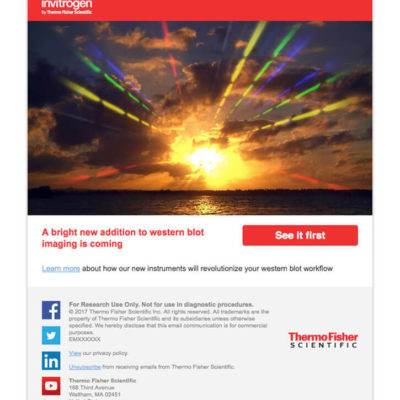 invitrogen
by Thermo Fisher Scientific
A bright new addition to western blot
imaging is coming
See it first
Learn more about how our new instruments will revolutionize your western blot workflow
For Research Use Only. Not for use in diagnostic procedures.
© 2017 Thermo Fisher Scientific Inc. All rights reserved. All trademarks are the
property of Thermo Fisher Scientific and its subsidiaries unless otherwise
specified. We hereby disclose that this email communication is for commercial
purposes.
EMXXXXXX
View our privacy policy.
Unsubscribe from receiving emails from Thermo Fisher Scientific.
Thermo Fisher Scientific
168 Third Avenue
Waltham, MA 02451
ThermoFisher
SCIENTIFIC